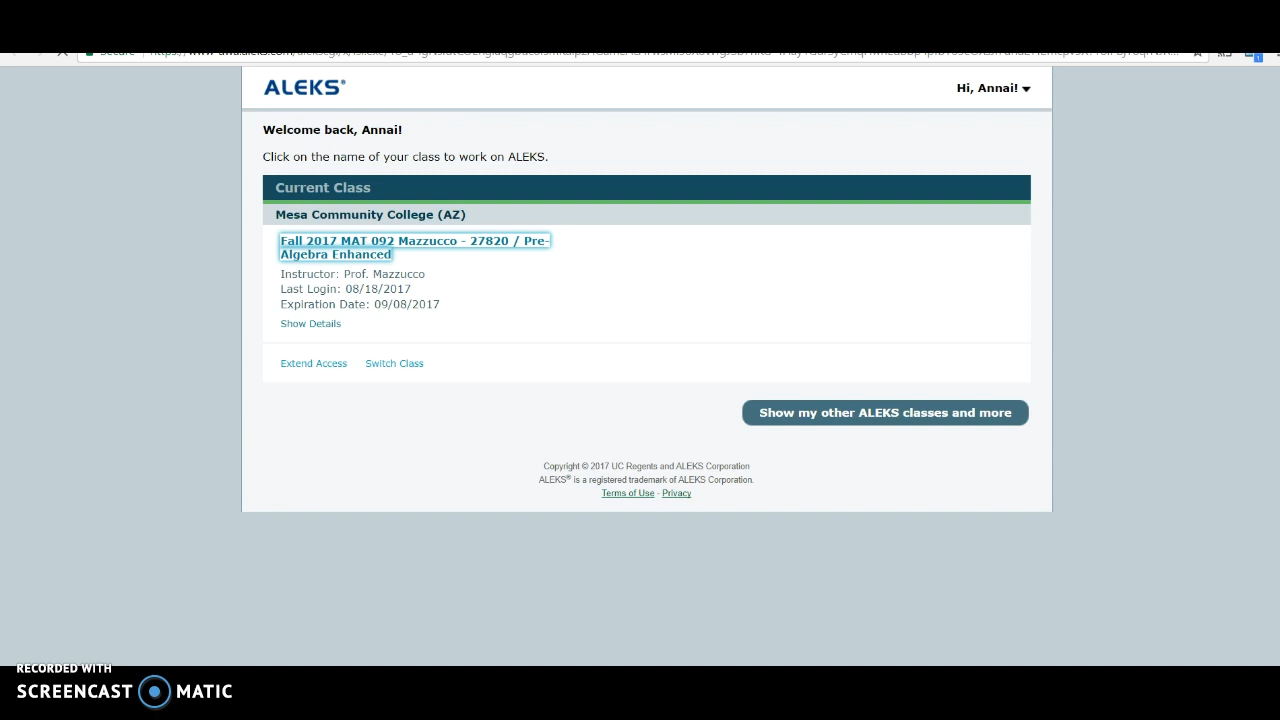 Secure
ALEKS®
Hi, Annai!
Welcome back, Annai!
Click on the name of your class to work on ALEKS.
Current Class
Mesa Community College (AZ)
Fall 2017 MAT 092 Mazzucco - 27820 / Pre-
Algebra Enhanced
Instructor: Prof. Mazzucco
Last Login: 08/18/2017
Expiration Date: 09/08/2017
Show Details
Extend Access Switch Class
Show my other ALEKS classes and more
Copyright © 2017 UC Regents and ALEKS Corporation
ALEKS® is a registered trademark of ALEKS Corporation.
Terms of Use - Privacy
RECORDED WITH
SCREENCAST MATIC